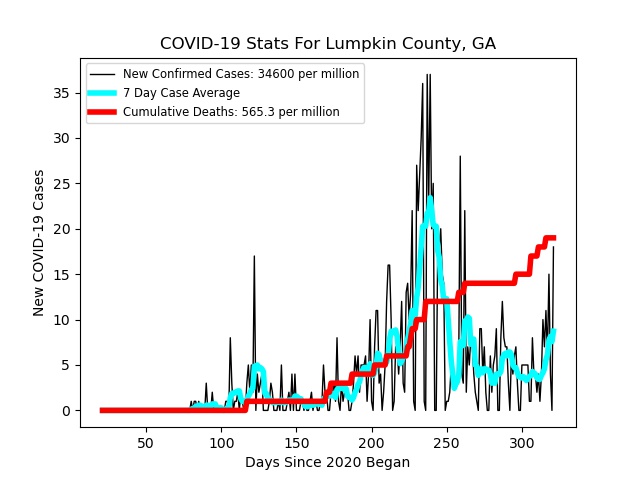 COVID-19 Stats For Lumpkin County, GA
New Confirmed Cases: 34600 per million
7 Day Case Average
Cumulative Deaths: 565.3 per million
New COVID-19 Cases
35
30
25
20
15
10
5
0
50 100 150 200 250 300
Days Since 2020 Began